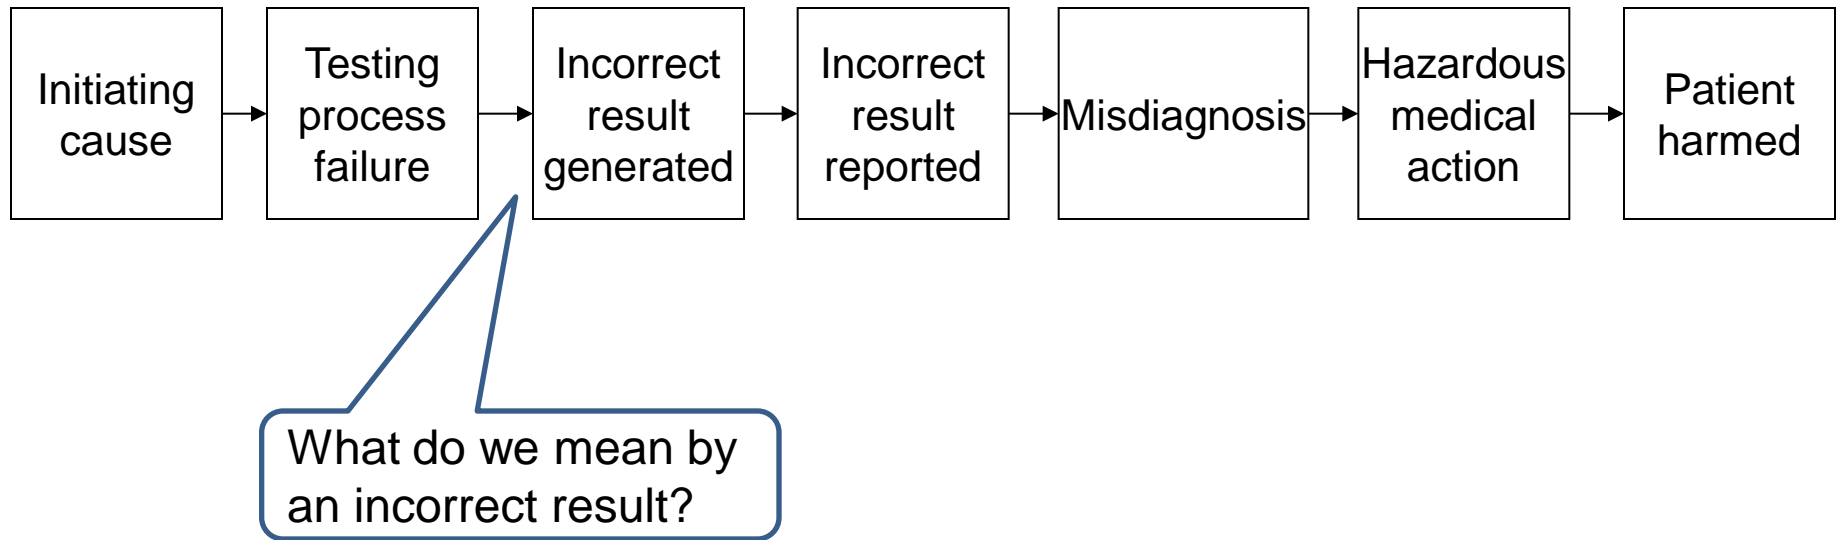 Initiating
cause
Testing
process
failure
Incorrect
result
generated
Incorrect
result
reported
Misdiagnosis
Hazardous
medical
action
Patient
harmed
What do we mean by
an incorrect result?